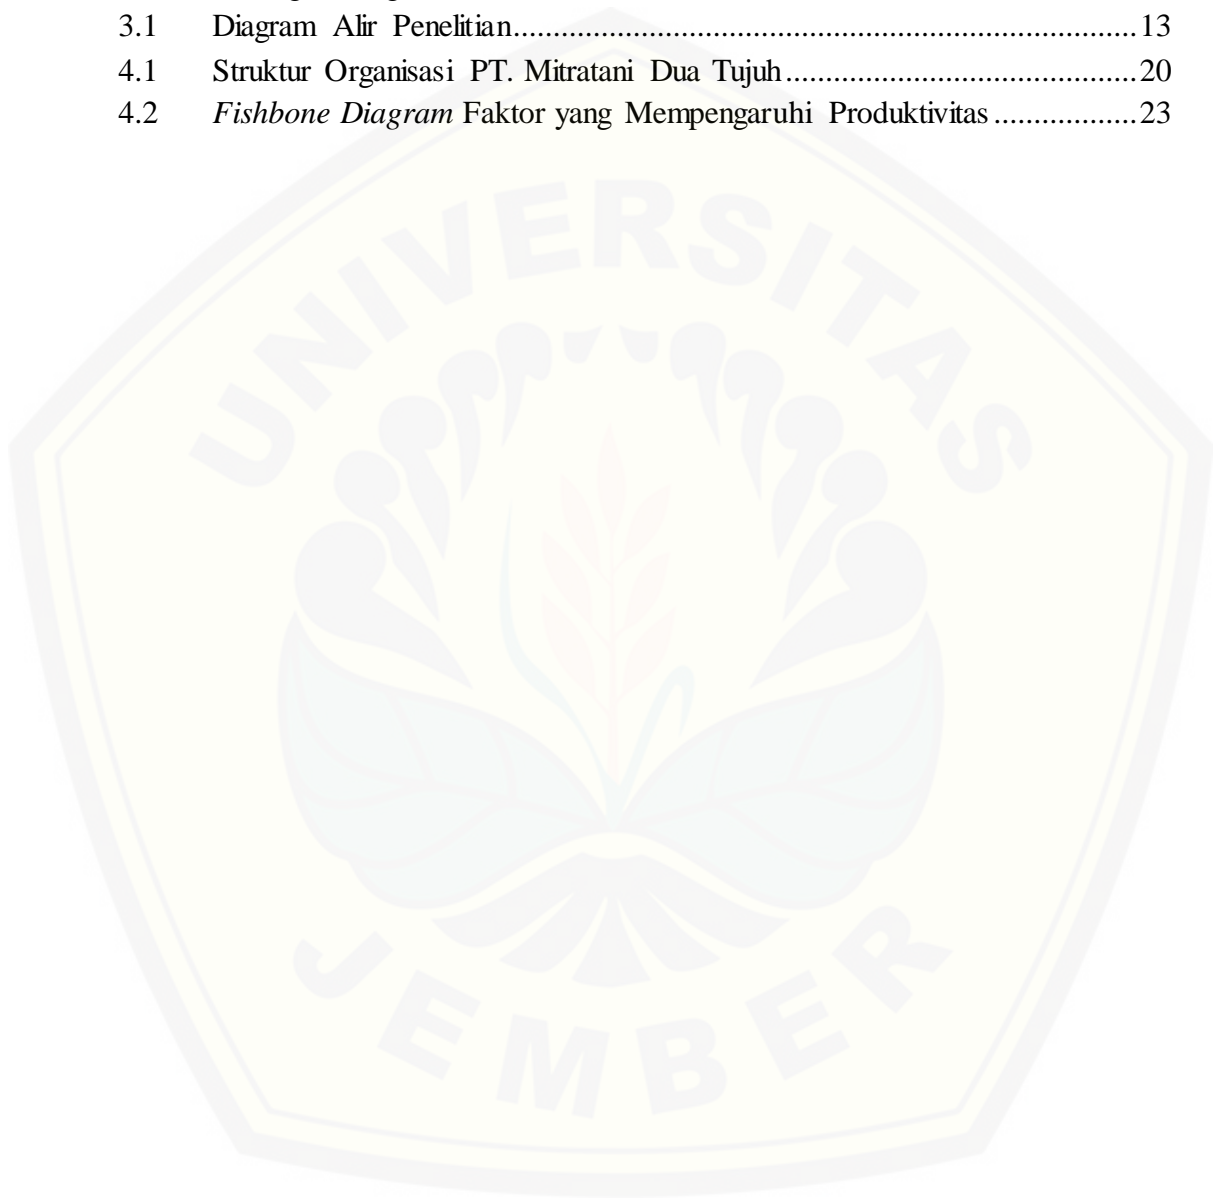 3.1 Diagram Alir Penelitian..............................................................................13
4.1 Struktur Organisasi PT. Mitratani Dua Tujuh............................................20
4.2 Fishbone Diagram Faktor yang Mempengaruhi Produktivitas..................23
UNIVERSITAS
JEMBER